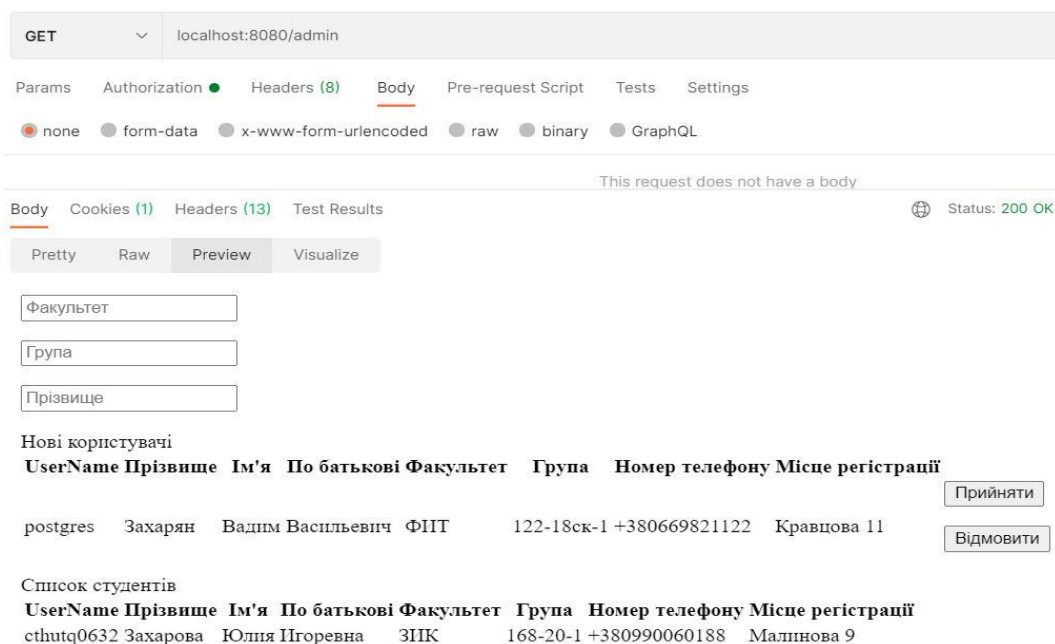 GET localhost:8080/admin
Params Authorization Headers (8) Body Pre-request Script Tests Settings
none form-data x-www-form-urlencoded raw binary GraphQL
This request does not have a body
Body Cookies (1) Headers (13) Test Results Status: 200 OK
Pretty Raw Preview Visualize
Факультет
Група
Прізвище
Нові користувачі
UserName Прізвище Ім'я По батькові Факультет Група Номер телефону Місце регістрації
Прийняти
postgres Захарян Вадим Васильевич ФИТ 122-18ск-1 +380669821122 Кравцова 11
Відмовити
Список студентів
UserName Прізвище Ім'я По батькові Факультет Група Номер телефону Місце регістрації
cthutq0632 Захарова Юлия Игоревна ЗИК 168-20-1 +380990060188 Малинова 9